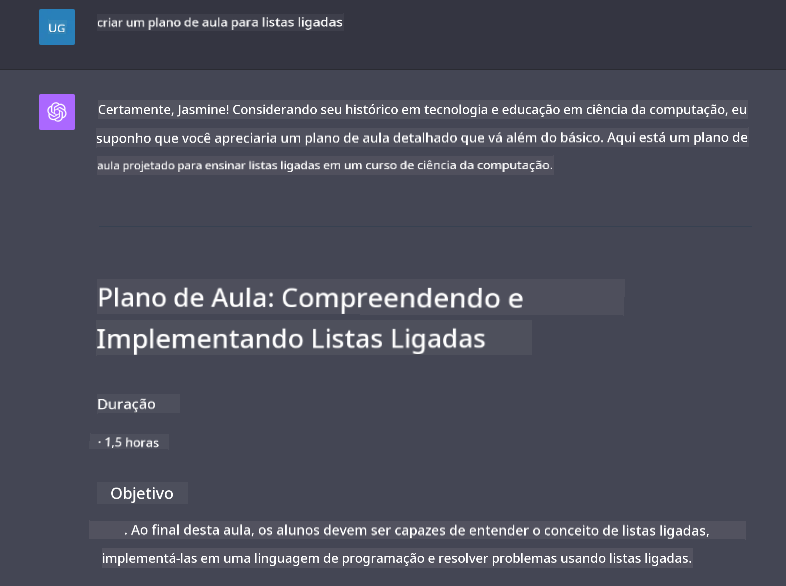 UG
criar um plano de aula para listas ligadas
Certamente, Jasmine! Considerando seu histórico em tecnologia e educação em ciência da computação, eu
suponho que você apreciaria um plano de aula detalhado que vá além do básico. Aqui está um plano de
aula projetado para ensinar listas ligadas em um curso de ciência da computação.
Plano de Aula: Compreendendo e
Implementando Listas Ligadas
Duração
· 1,5 horas
Objetivo
. Ao final desta aula, os alunos devem ser capazes de entender o conceito de listas ligadas,
implementá-las em uma linguagem de programação e resolver problemas usando listas ligadas.